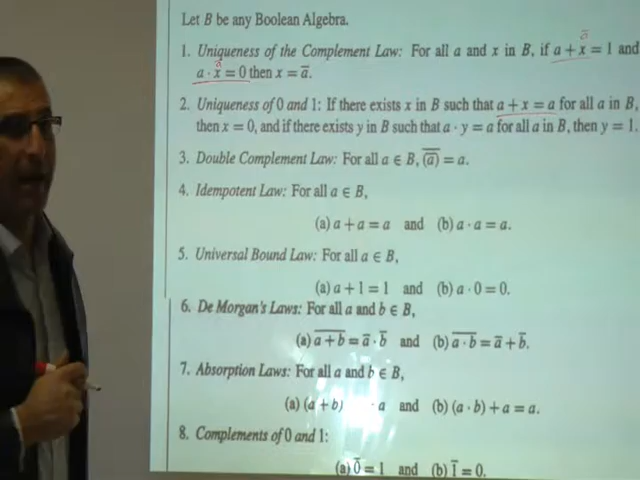 Let B be any Boolean Algebra.
1. Uniqueness of the Complement Law: For all a and x in B, if a + x = 1 and
a · x = 0 then x = a̅.
2. Uniqueness of 0 and 1: If there exists x in B such that a + x = a for all a in B,
then x = 0, and if there exists y in B such that a · y = a for all a in B, then y = 1.
3. Double Complement Law: For all a ∈ B, \overline{(a̅)} = a.
4. Idempotent Law: For all a ∈ B,
(a) a + a = a and (b) a · a = a.
5. Universal Bound Law: For all a ∈ B,
(a) a + 1 = 1 and (b) a · 0 = 0.
6. De Morgan's Laws: For all a and b ∈ B,
(a) \overline{a + b} = a̅ · b̅ and (b) \overline{a · b} = a̅ + b̅.
7. Absorption Laws: For all a and b ∈ B,
(a) (a + b) · a and (b) (a · b) + a = a.
8. Complements of 0 and 1:
(a) 0̅ = 1 and (b) 1̅ = 0.